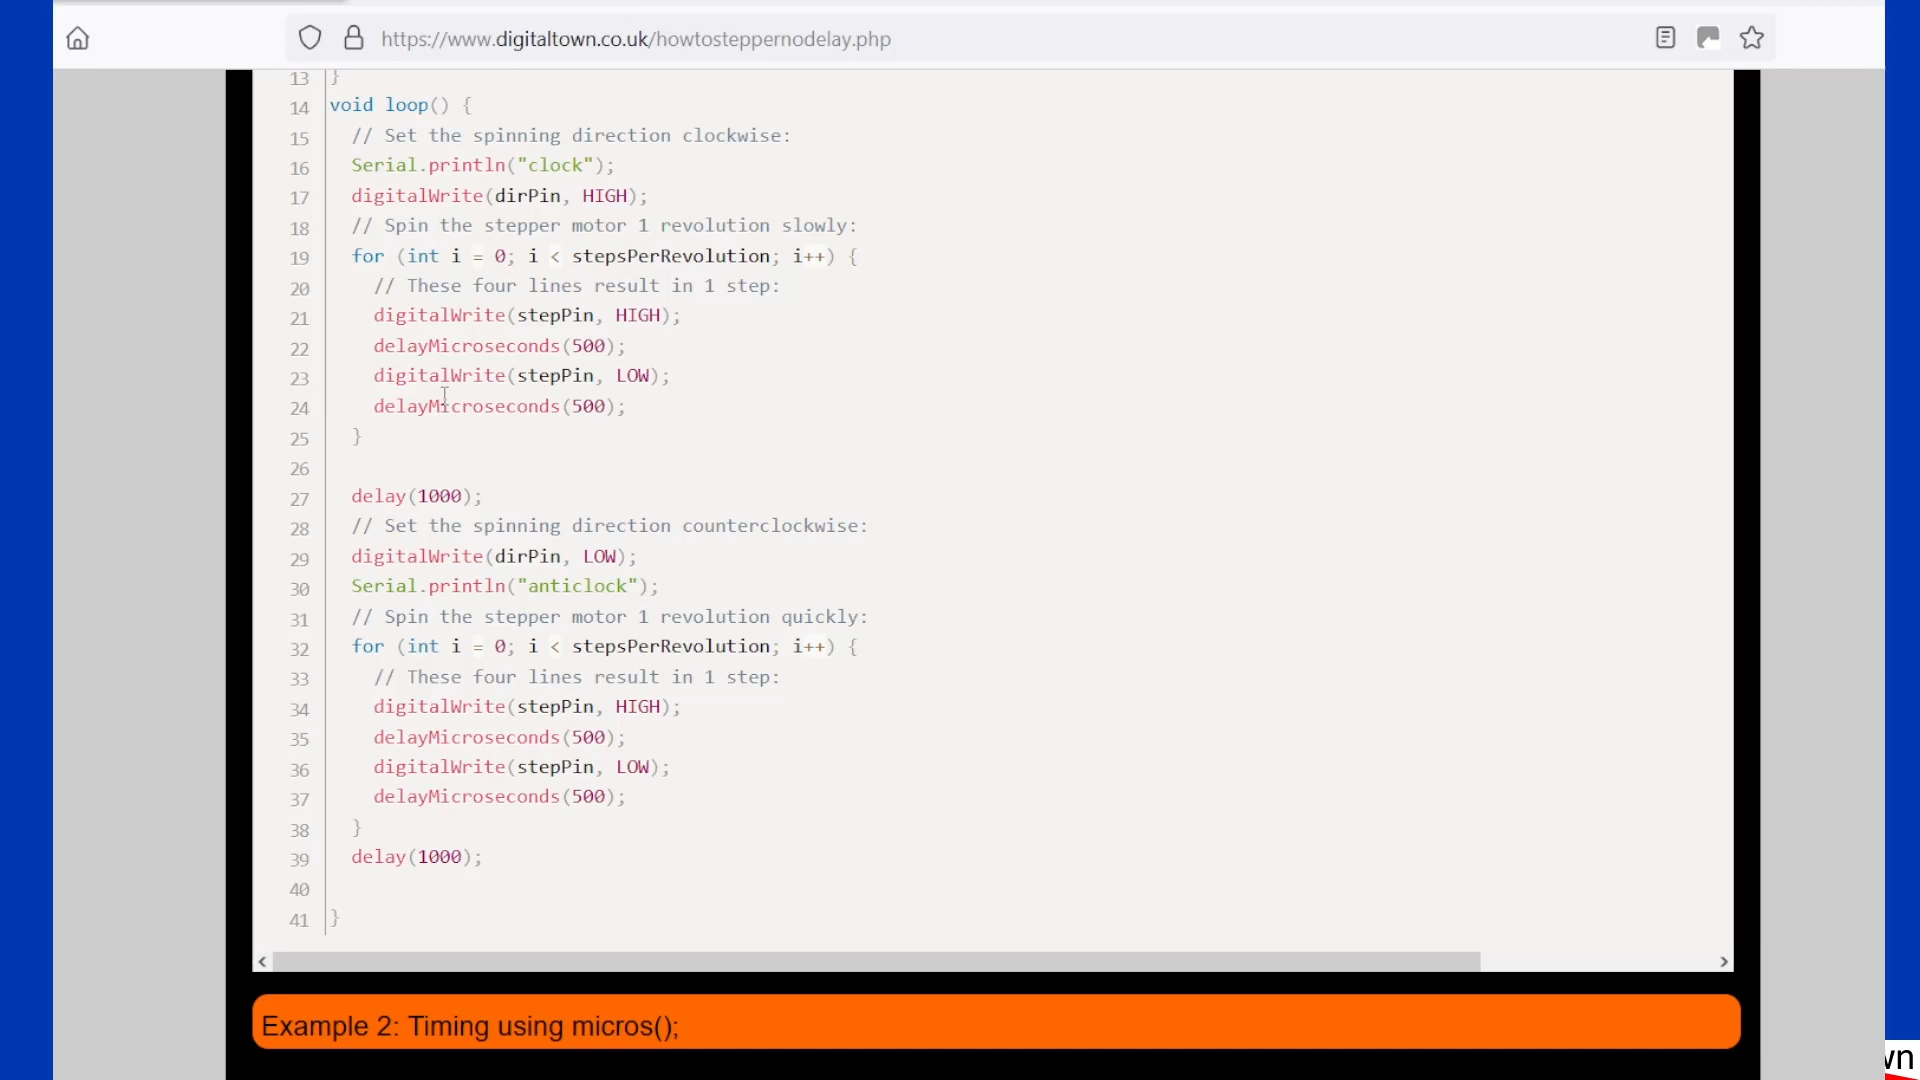 https://www.digitaltown.co.uk/howtosteppernodelay.php
13 }
14 void loop() {
15   // Set the spinning direction clockwise:
16   Serial.println("clock");
17   digitalWrite(dirPin, HIGH);
18   // Spin the stepper motor 1 revolution slowly:
19   for (int i = 0; i < stepsPerRevolution; i++) {
20     // These four lines result in 1 step:
21     digitalWrite(stepPin, HIGH);
22     delayMicroseconds(500);
23     digitalWrite(stepPin, LOW);
24     delayMicroseconds(500);
25   }
26
27   delay(1000);
28   // Set the spinning direction counterclockwise:
29   digitalWrite(dirPin, LOW);
30   Serial.println("anticlock");
31   // Spin the stepper motor 1 revolution quickly:
32   for (int i = 0; i < stepsPerRevolution; i++) {
33     // These four lines result in 1 step:
34     digitalWrite(stepPin, HIGH);
35     delayMicroseconds(500);
36     digitalWrite(stepPin, LOW);
37     delayMicroseconds(500);
38   }
39   delay(1000);
40
41 }
Example 2: Timing using micros();